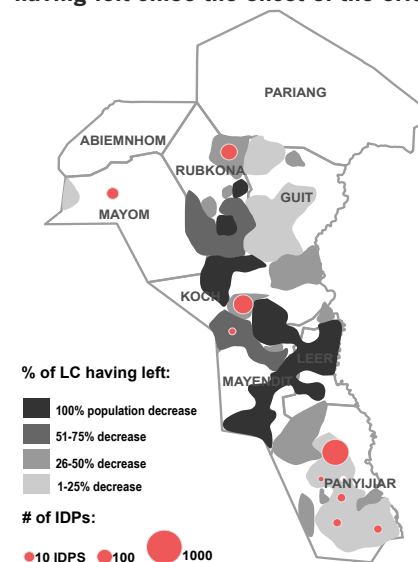 PARIANG
ABIEMNHOM
RUBKONA
GUIT
MAYOM
KOCH
LEER
% of LC having left:
MAYENDIT
100% population decrease
51-75% decrease
26-50% decrease
1-25% decrease
PANYIJIAR
# of IDPs:
10 IDPS 100 1000